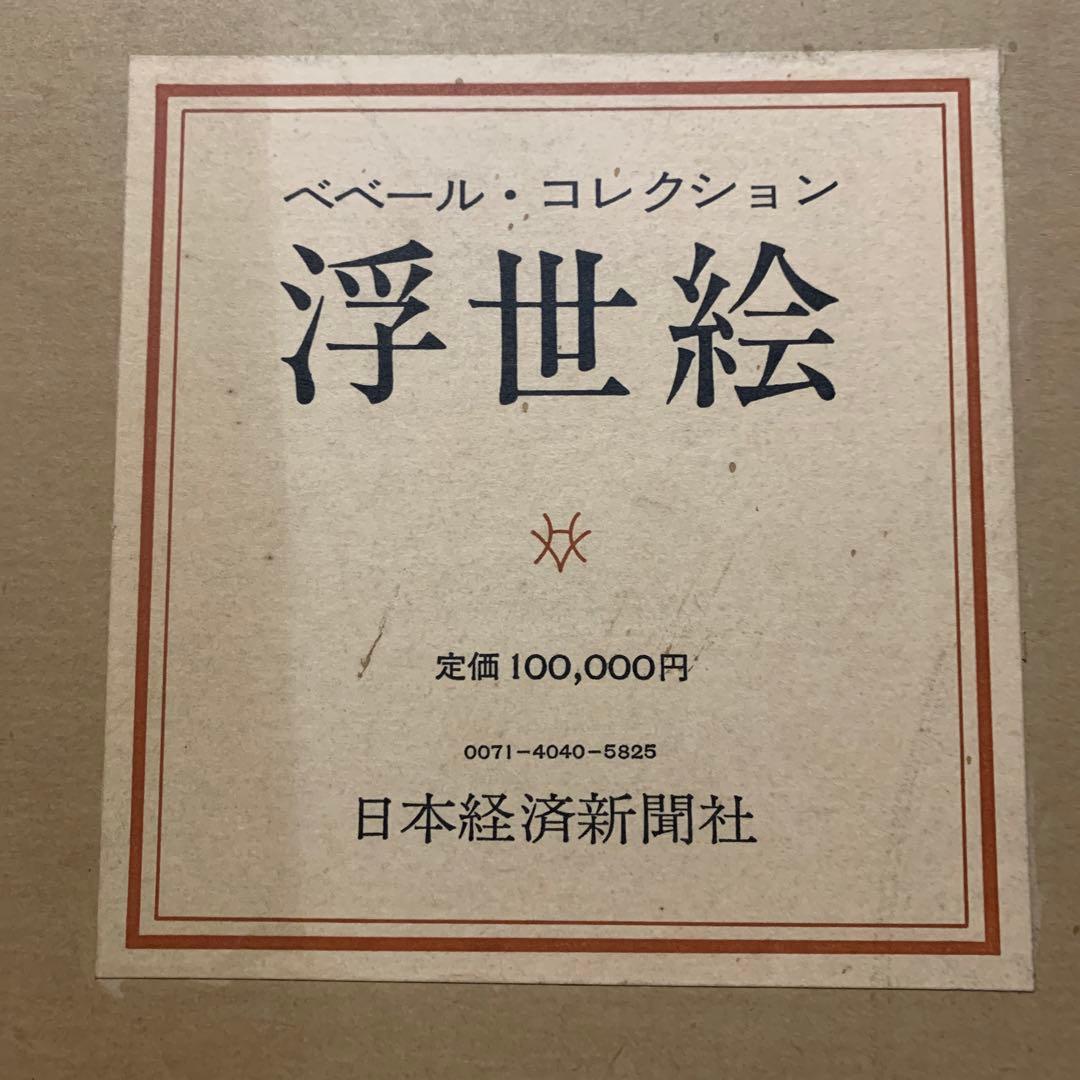 ベベール・コレクション
浮世絵
定価 100,000円
0071-4040-5825
日本経済新聞社